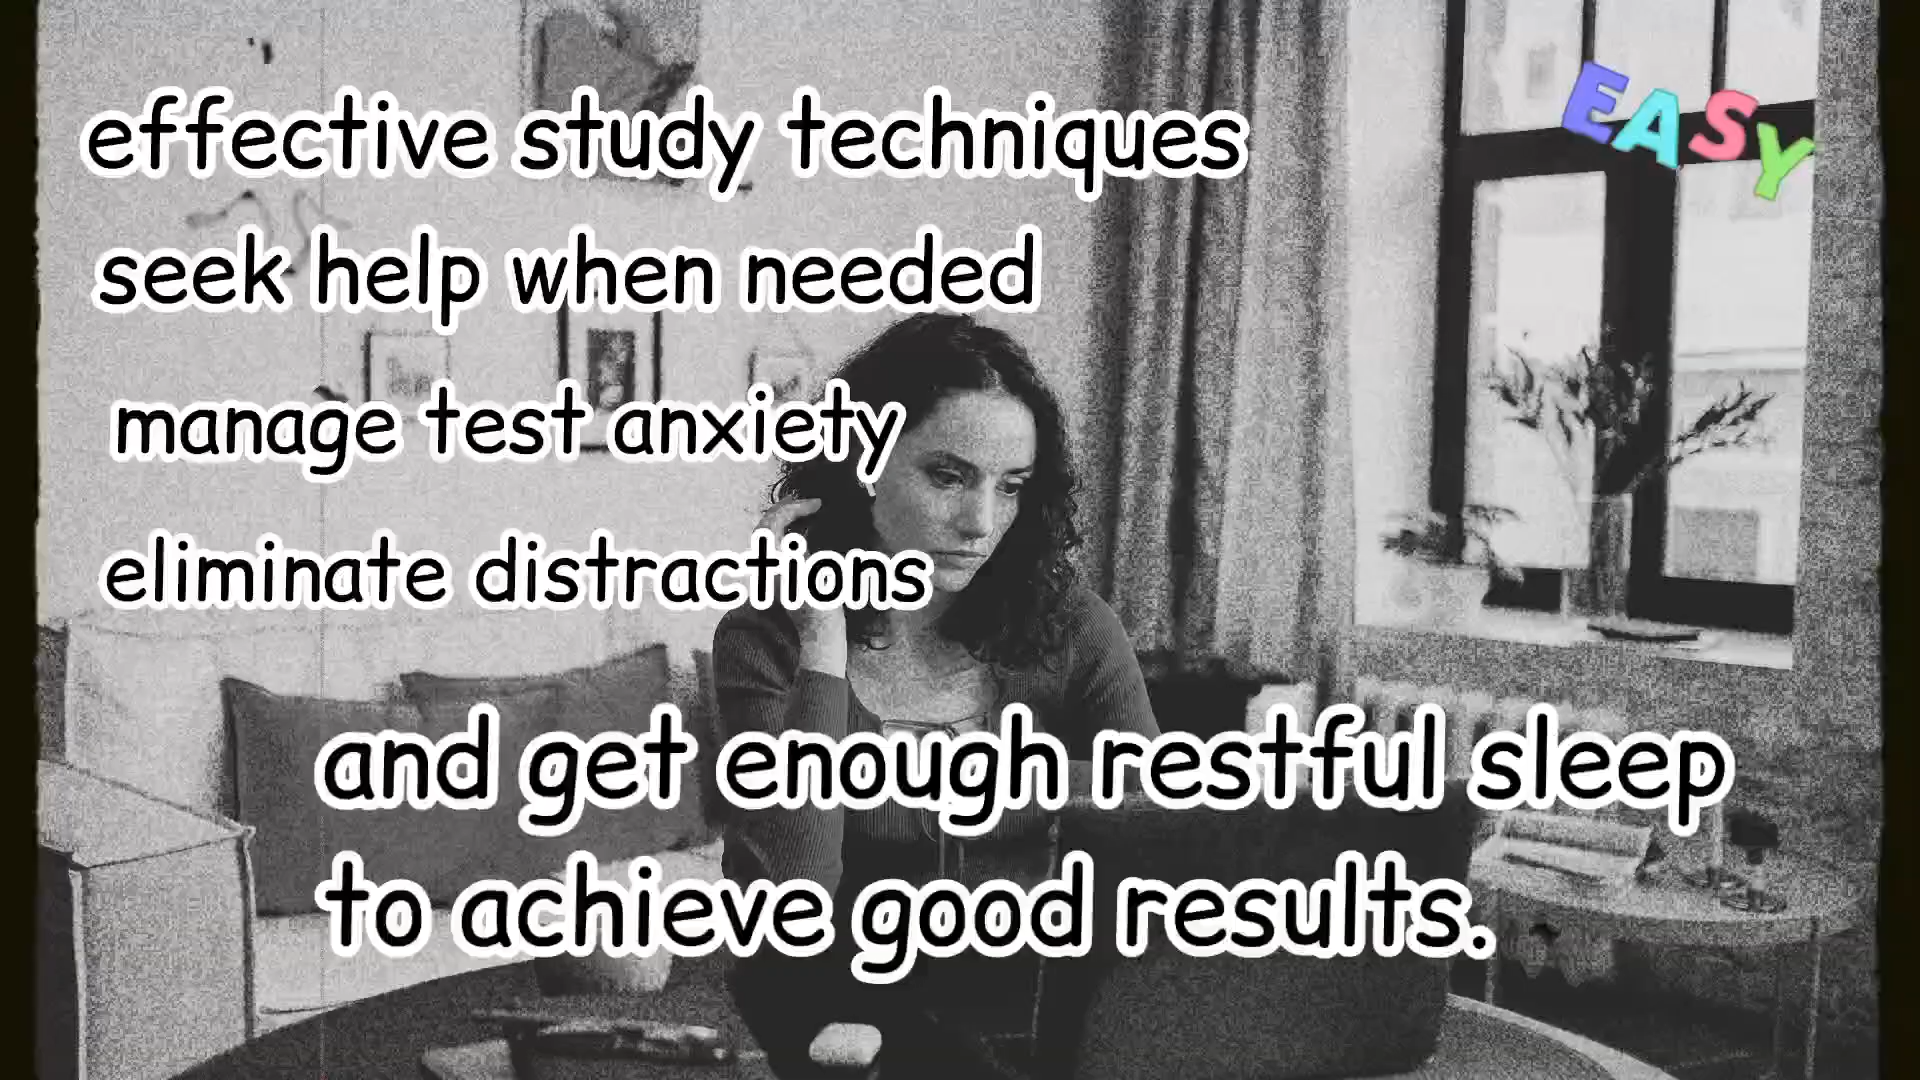 EASY
effective study techniques
seek help when needed
manage test anxiety
eliminate distractions
and get enough restful sleep
to achieve good results.